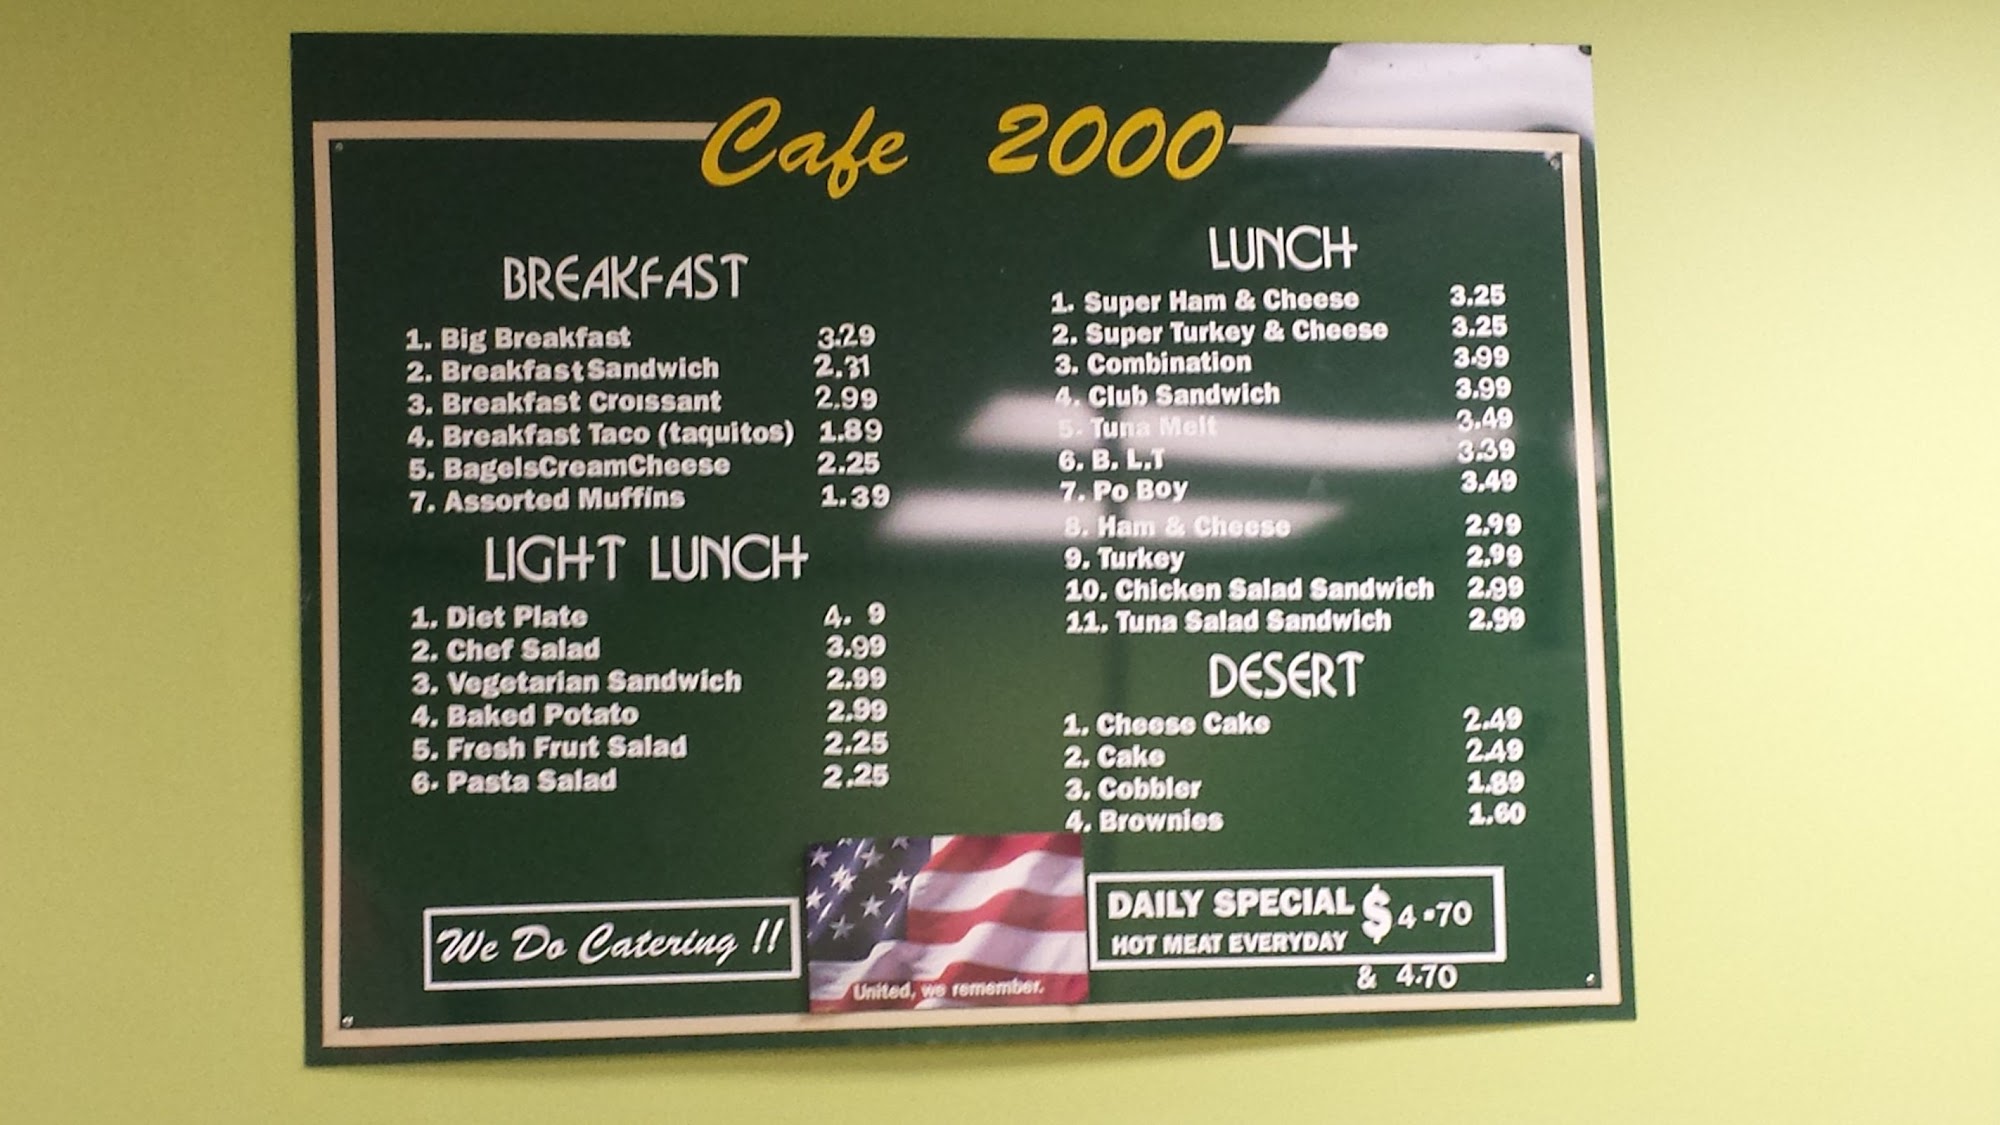 Cafe 2000
BREAKFAST
1. Big Breakfast 3.29
2. Breakfast Sandwich 2.31
3. Breakfast Croissant 2.99
4. Breakfast Taco (taquitos) 1.89
5. BagelsCreamCheese 2.25
7. Assorted Muffins 1.39
LIGHT LUNCH
1. Diet Plate 4. 9
2. Chef Salad 3.99
3. Vegetarian Sandwich 2.99
4. Baked Potato 2.99
5. Fresh Fruit Salad 2.25
6. Pasta Salad 2.25
We Do Catering !!
United, we remember.
LUNCH
1. Super Ham & Cheese 3.25
2. Super Turkey & Cheese 3.25
3. Combination 3.99
4. Club Sandwich 3.99
5. Tuna Melt 3.49
6. B. L.T 3.39
7. Po Boy 3.49
8. Ham & Cheese 2.99
9. Turkey 2.99
10. Chicken Salad Sandwich 2.99
11. Tuna Salad Sandwich 2.99
DESERT
1. Cheese Cake 2.49
2. Cake 2.49
3. Cobbler 1.89
4. Brownies 1.60
DAILY SPECIAL $4.70
HOT MEAT EVERYDAY
& 4.70